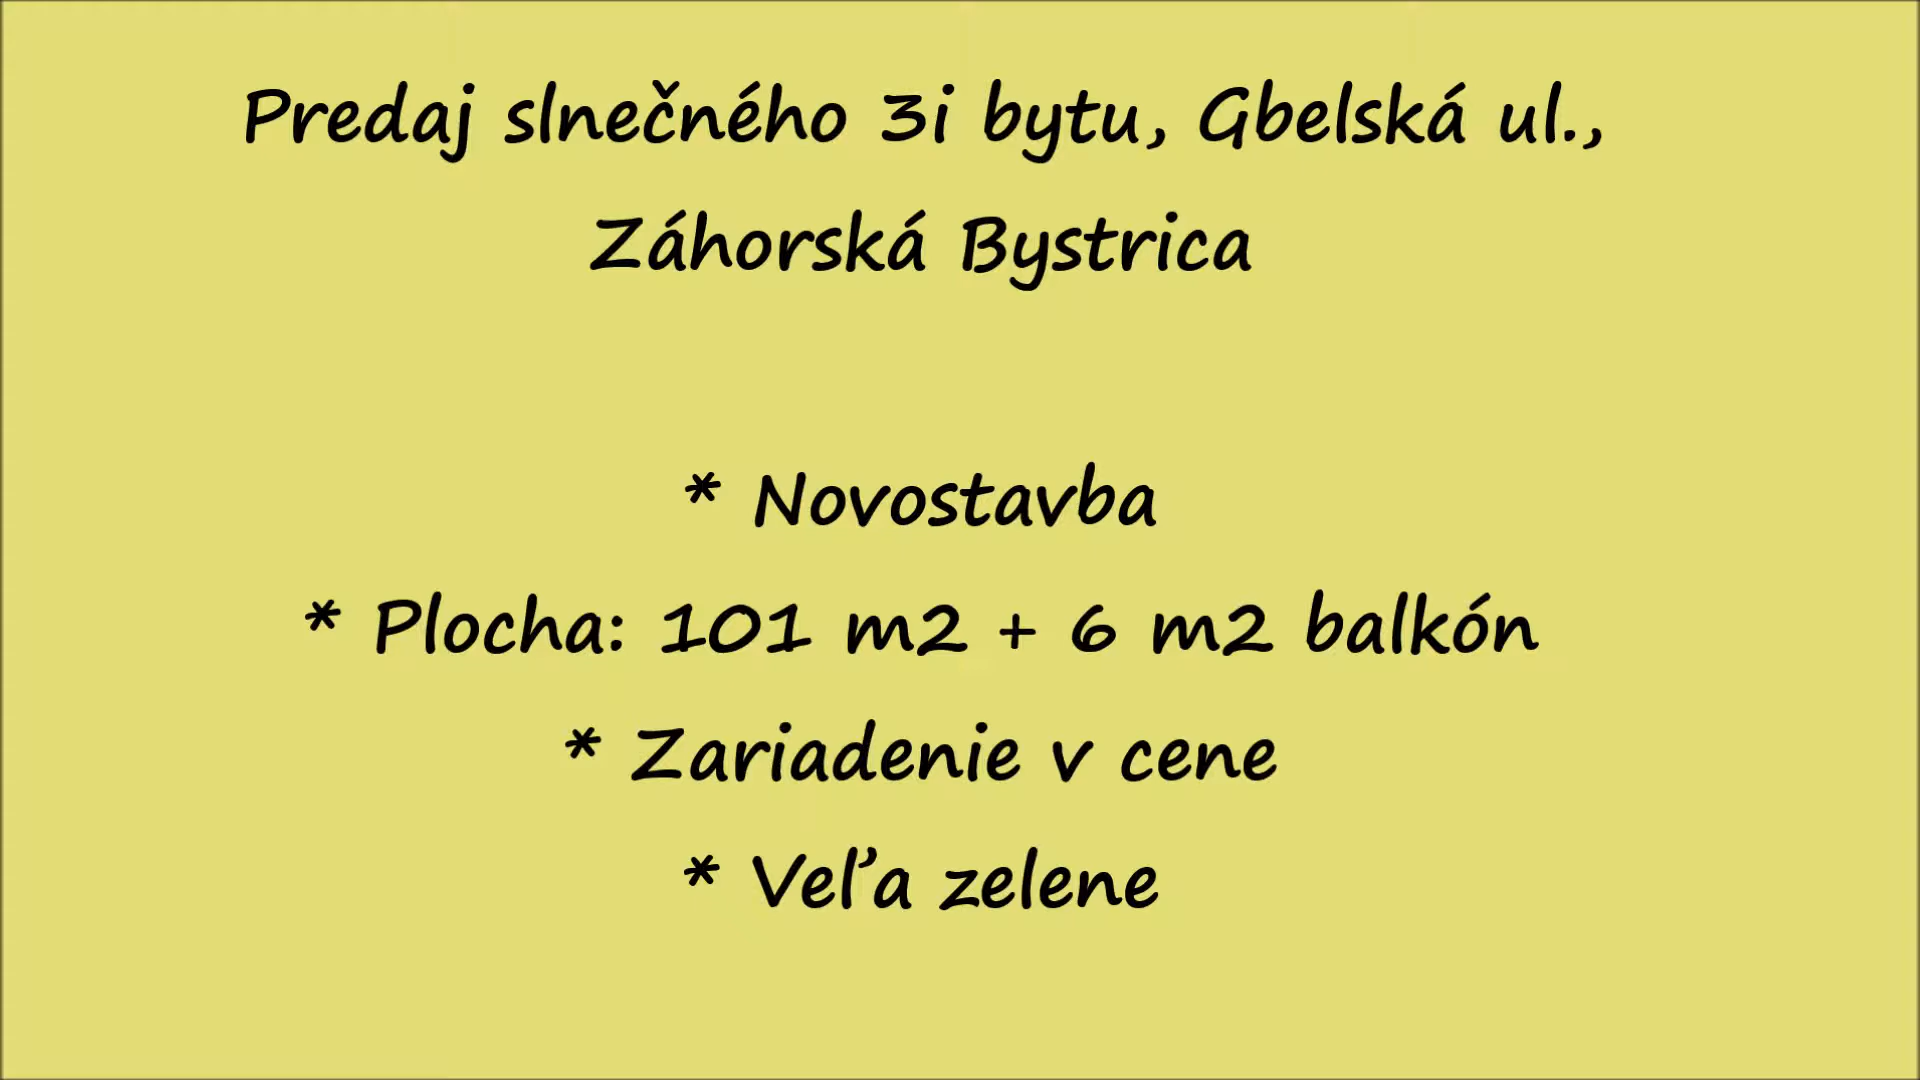 Predaj slnečného 3i bytu, Gbelská ul.,
Záhorská Bystrica
* Novostavba
* Plocha: 101 m2 + 6 m2 balkón
* Zariadenie v cene
* Veľa zelene